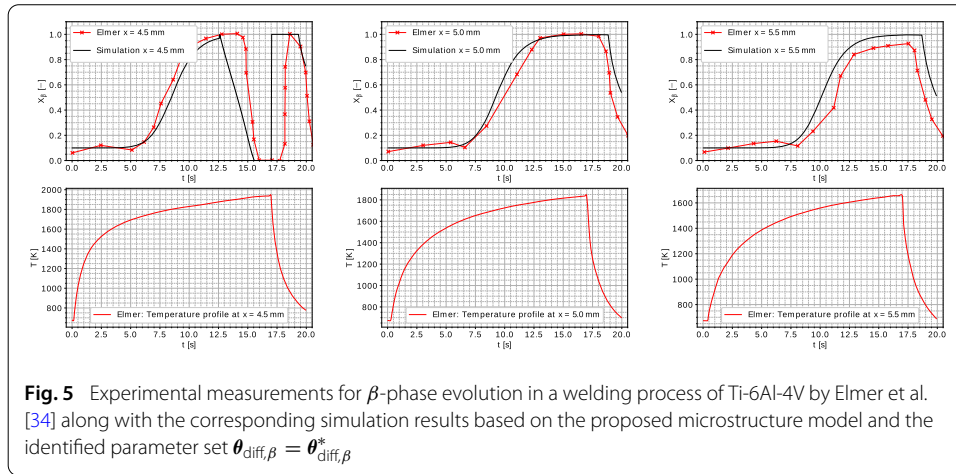 Elmer x = 4.5 mm
Simulation x = 4.5 mm
1.0
0.8
0.6
0.4
0.2
0.0
Xβ [−]
0.0 2.5 5.0 7.5 10.0 12.5 15.0 17.5 20.0
t [s]
Elmer x = 5.0 mm
Simulation x = 5.0 mm
1.0
0.8
0.6
0.4
0.2
0.0
Xβ [−]
0.0 2.5 5.0 7.5 10.0 12.5 15.0 17.5 20.0
t [s]
Elmer x = 5.5 mm
Simulation x = 5.5 mm
1.0
0.8
0.6
0.4
0.2
0.0
Xβ [−]
0.0 2.5 5.0 7.5 10.0 12.5 15.0 17.5 20.0
t [s]
2000
1800
1600
1400
1200
1000
800
T [K]
Elmer: Temperature profile at x = 4.5 mm
0.0 2.5 5.0 7.5 10.0 12.5 15.0 17.5 20.0
t [s]
1800
1600
1400
1200
1000
800
T [K]
Elmer: Temperature profile at x = 5.0 mm
0.0 2.5 5.0 7.5 10.0 12.5 15.0 17.5 20.0
t [s]
1600
1400
1200
1000
800
T [K]
Elmer: Temperature profile at x = 5.5 mm
0.0 2.5 5.0 7.5 10.0 12.5 15.0 17.5 20.0
t [s]
Fig. 5 Experimental measurements for β-phase evolution in a welding process of Ti-6Al-4V by Elmer et al.
[34] along with the corresponding simulation results based on the proposed microstructure model and the
identified parameter set θdiff,β = θ*diff,β